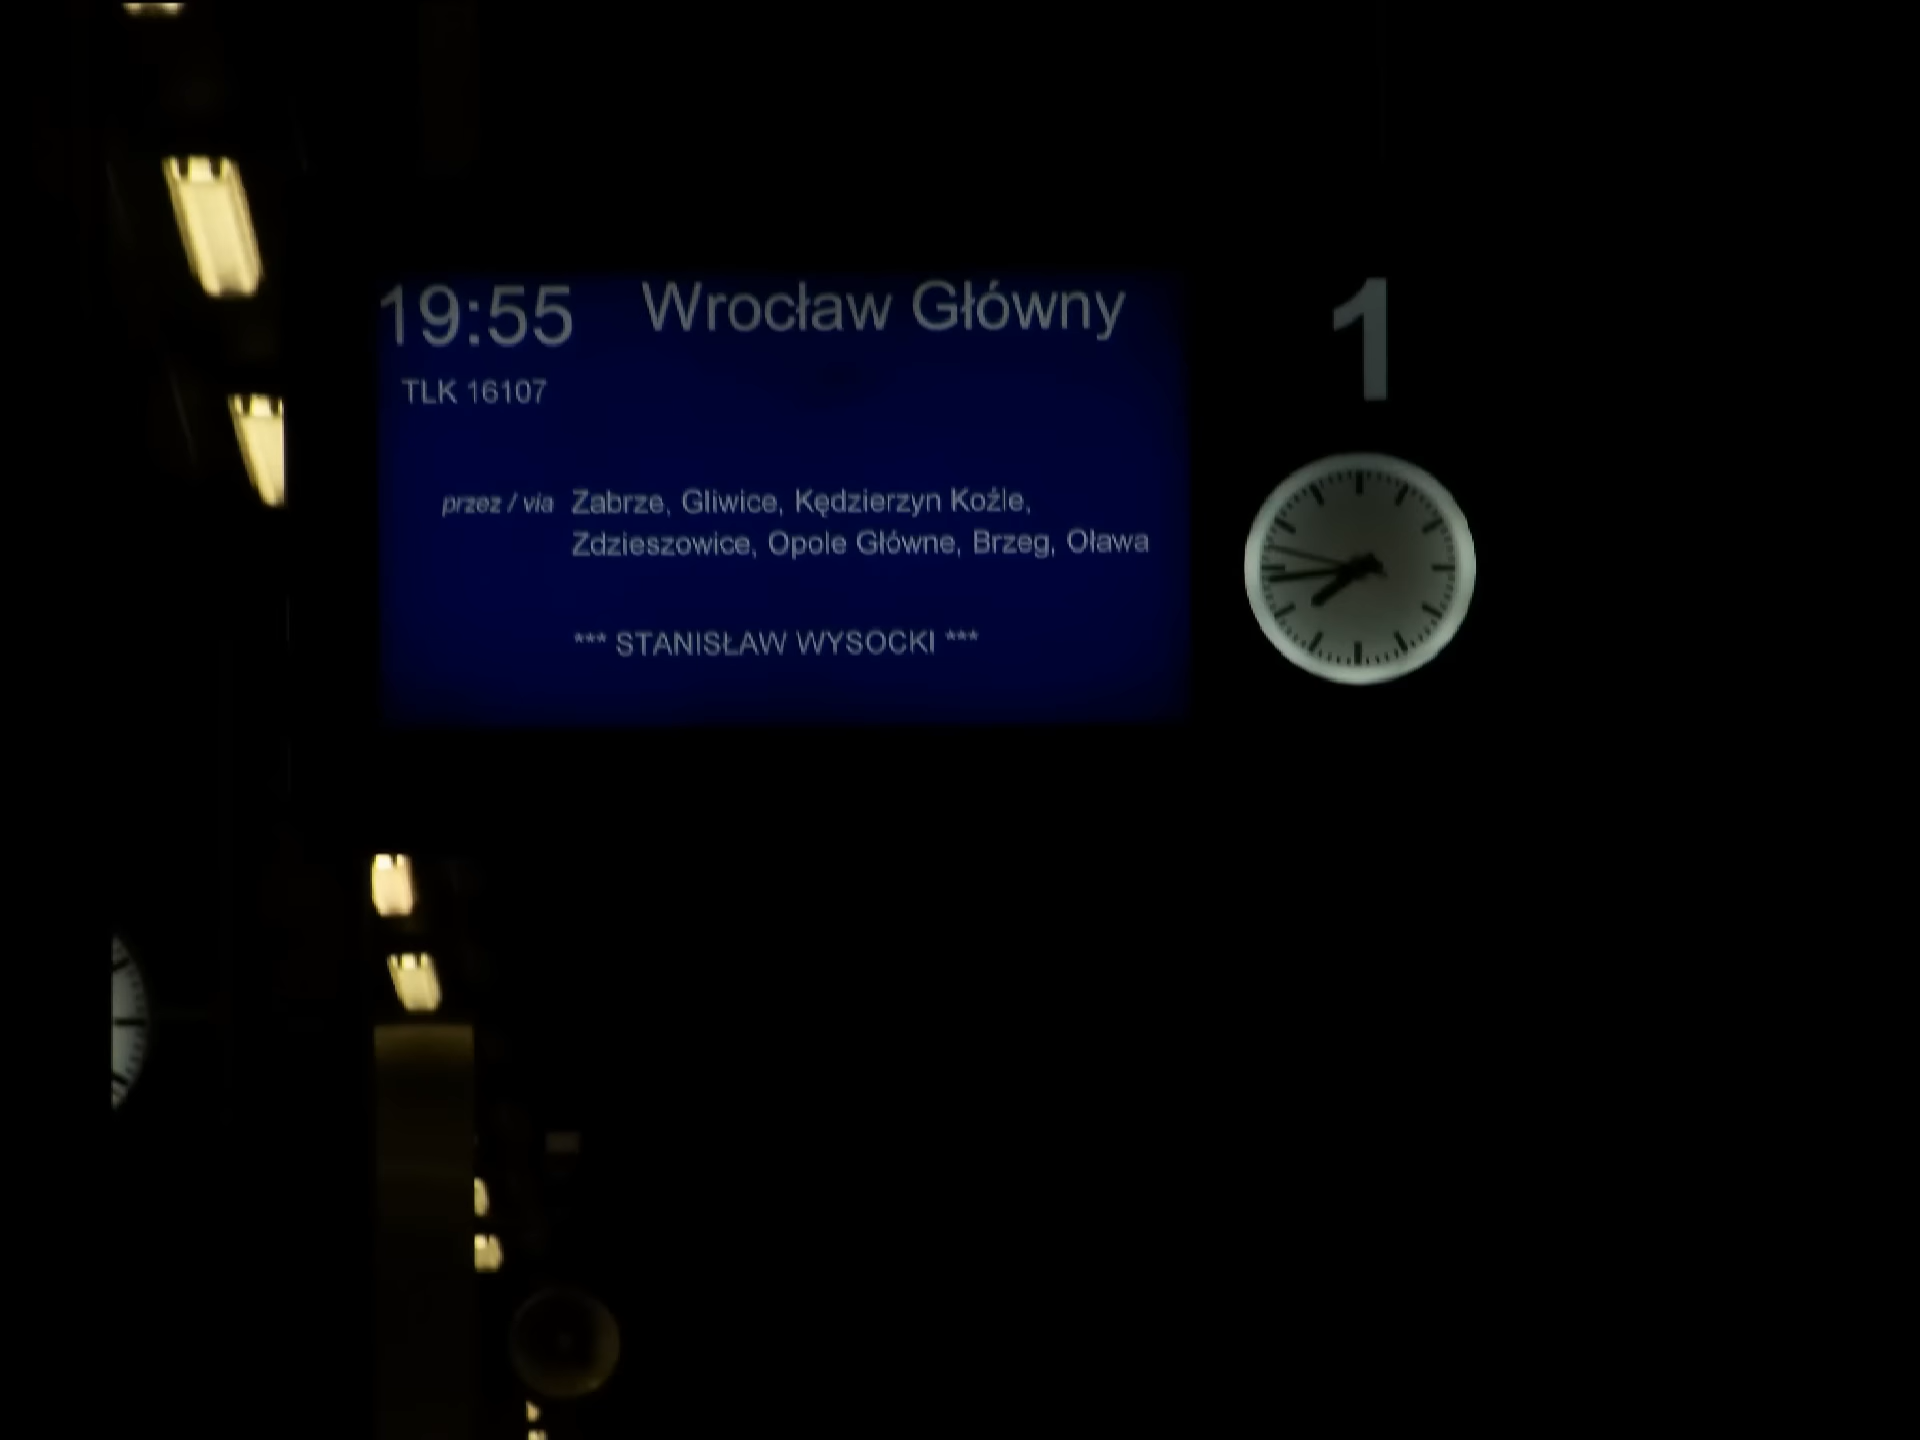 19:55 Wrocław Główny 1
TLK 16107
przez / via Zabrze, Gliwice, Kędzierzyn Koźle,
Zdzieszowice, Opole Główne, Brzeg, Oława
*** STANISŁAW WYSOCKI ***